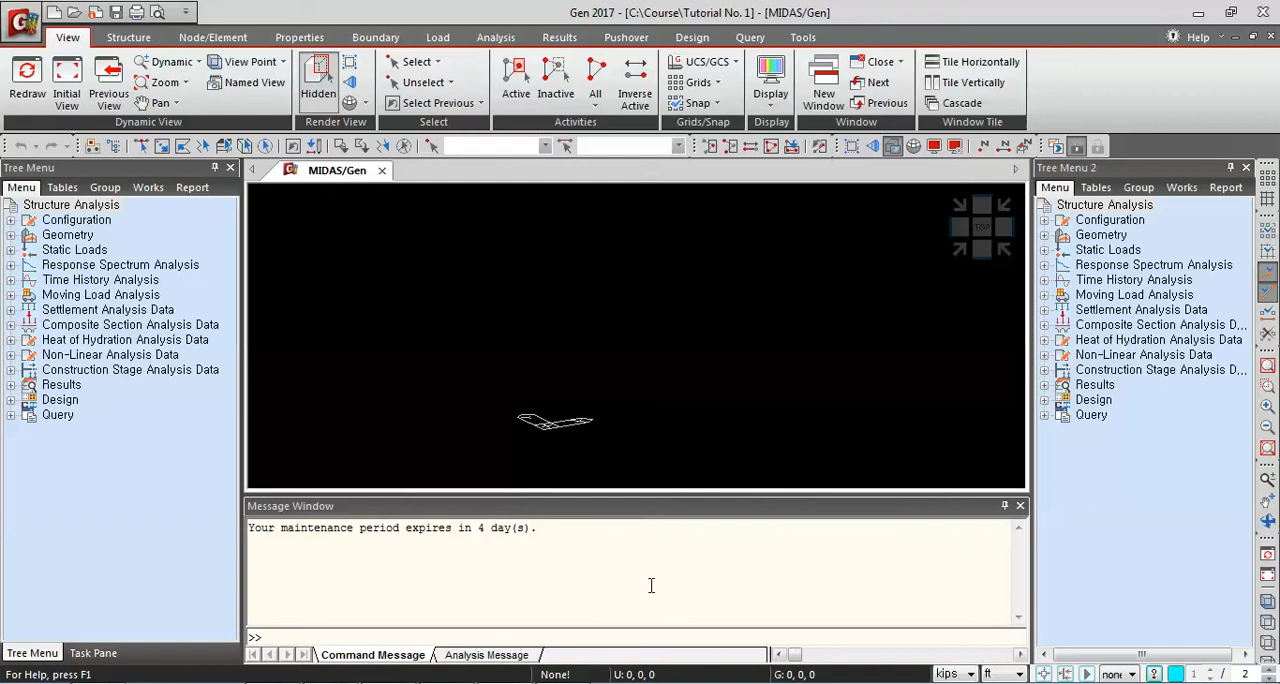 Gen 2017 - [C:\Course\Tutorial No. 1] - [MIDAS/Gen]
View Structure Node/Element Properties Boundary Load Analysis Results Pushover Design Query Tools Help
Redraw
Initial View
Previous View
Dynamic
Zoom
Pan
View Point
Named View
Dynamic View
Hidden
Render View
Select
Unselect
Select Previous
Select
Active
Inactive
All
Inverse Active
Activities
UCS/GCS
Grids
Snap
Grids/Snap
Display
Display
New Window
Close
Next
Previous
Window
Tile Horizontally
Tile Vertically
Cascade
Window Tile
Tree Menu
Menu Tables Group Works Report
Structure Analysis
Configuration
Geometry
Static Loads
Response Spectrum Analysis
Time History Analysis
Moving Load Analysis
Settlement Analysis Data
Composite Section Analysis Data
Heat of Hydration Analysis Data
Non-Linear Analysis Data
Construction Stage Analysis Data
Results
Design
Query
Tree Menu Task Pane
MIDAS/Gen
TOP
Message Window
Your maintenance period expires in 4 day(s).
>>
Command Message Analysis Message
Tree Menu 2
Menu Tables Group Works Report
Structure Analysis
Configuration
Geometry
Static Loads
Response Spectrum Analysis
Time History Analysis
Moving Load Analysis
Settlement Analysis Data
Composite Section Analysis D...
Heat of Hydration Analysis Data
Non-Linear Analysis Data
Construction Stage Analysis D...
Results
Design
Query
For Help, press F1 None! U: 0, 0, 0 G: 0, 0, 0 kips ft none ? 1 / 2